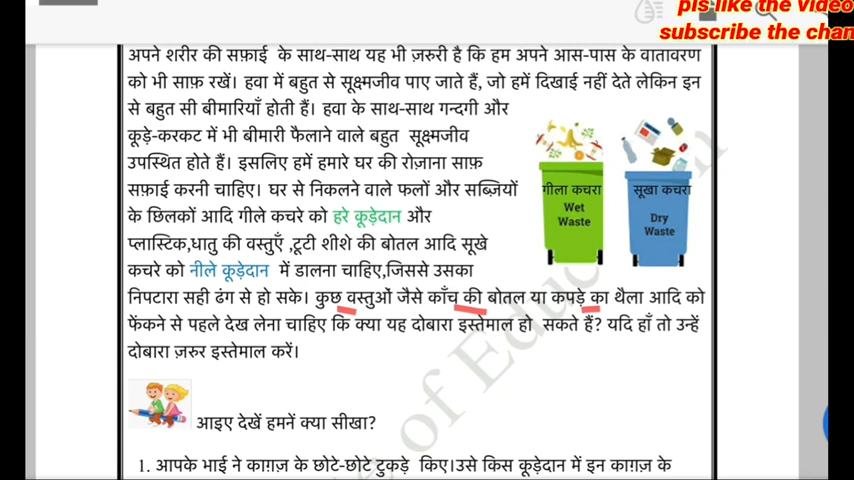 pls like the video
subscribe the chan
अपने शरीर की सफ़ाई के साथ-साथ यह भी ज़रुरी है कि हम अपने आस-पास के वातावरण
को भी साफ़ रखें। हवा में बहुत से सूक्ष्मजीव पाए जाते हैं, जो हमें दिखाई नहीं देते लेकिन इन
से बहुत सी बीमारियाँ होती हैं। हवा के साथ-साथ गन्दगी और
कूड़े-करकट में भी बीमारी फैलाने वाले बहुत सूक्ष्मजीव
उपस्थित होते हैं। इसलिए हमें हमारे घर की रोज़ाना साफ़
सफ़ाई करनी चाहिए। घर से निकलने वाले फलों और सब्ज़ियों
के छिलकों आदि गीले कचरे को हरे कूड़ेदान और
प्लास्टिक,धातु की वस्तुएँ ,टूटी शीशे की बोतल आदि सूखे
कचरे को नीले कूड़ेदान में डालना चाहिए,जिससे उसका
निपटारा सही ढंग से हो सके। कुछ वस्तुओं जैसे काँच की बोतल या कपड़े का थैला आदि को
फेंकने से पहले देख लेना चाहिए कि क्या यह दोबारा इस्तेमाल हो सकते हैं? यदि हाँ तो उन्हें
दोबारा ज़रुर इस्तेमाल करें।
गीला कचरा
Wet
Waste
सूखा कचरा
Dry
Waste
आइए देखें हमनें क्या सीखा?
1. आपके भाई ने काग़ज़ के छोटे-छोटे टुकड़े किए।उसे किस कूड़ेदान में इन काग़ज़ के
of Education